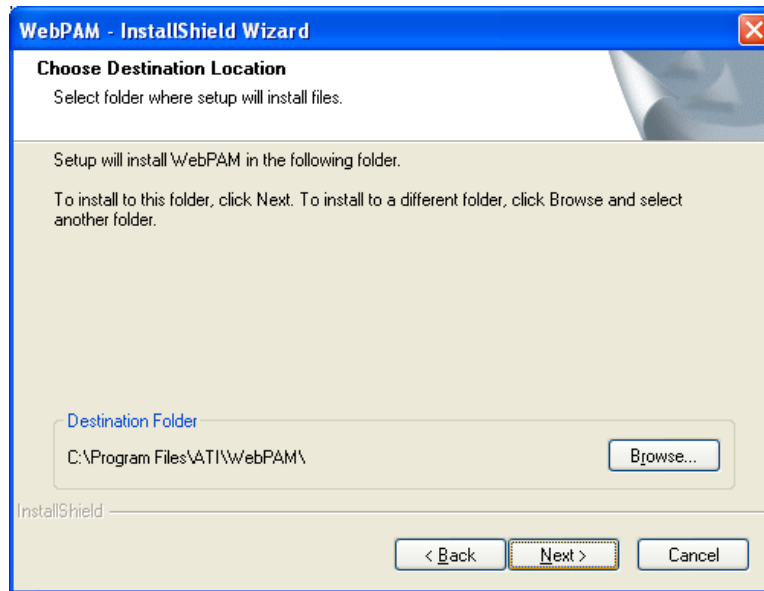 WebPAM - InstallShield Wizard
Choose Destination Location
Select folder where setup will install files.
Setup will install WebPAM in the following folder.
To install to this folder, click Next. To install to a different folder, click Browse and select
another folder.
Destination Folder
C:\Program Files\ATI\WebPAM\
Browse...
InstallShield
< Back
Next >
Cancel